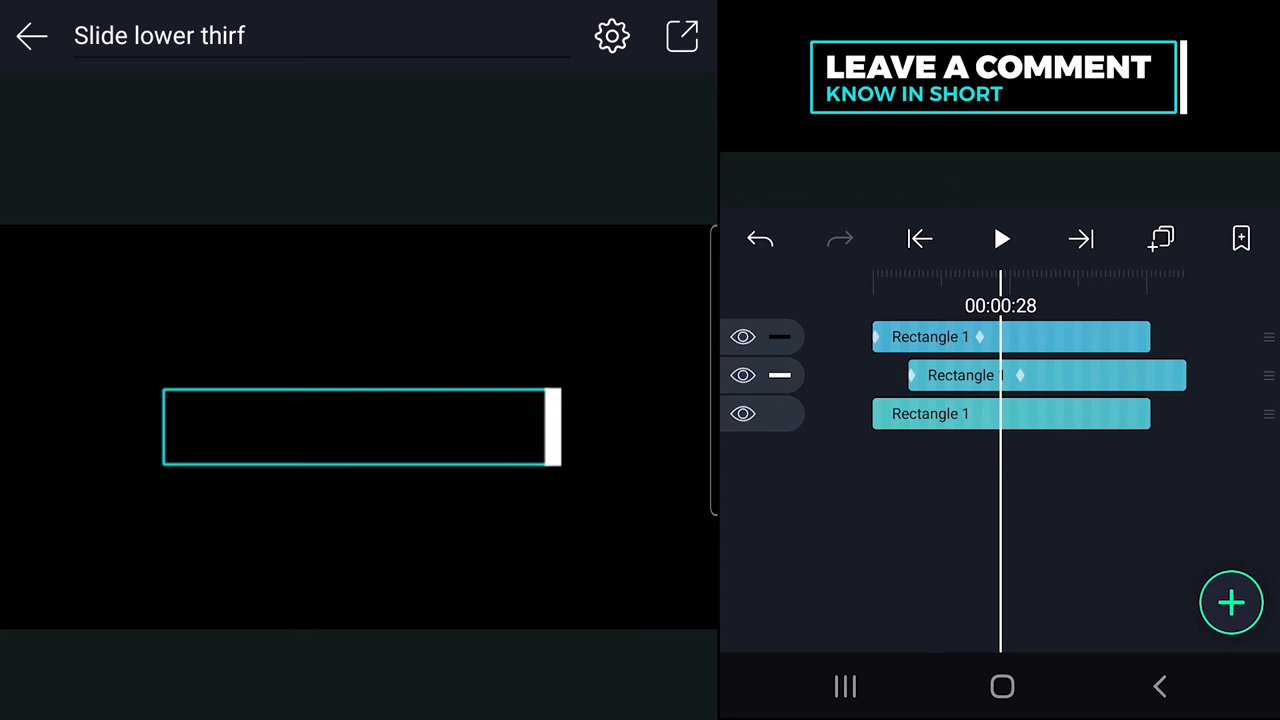 Slide lower thirf
LEAVE A COMMENT
KNOW IN SHORT
00:00:28
Rectangle 1
Rectangle 1
Rectangle 1